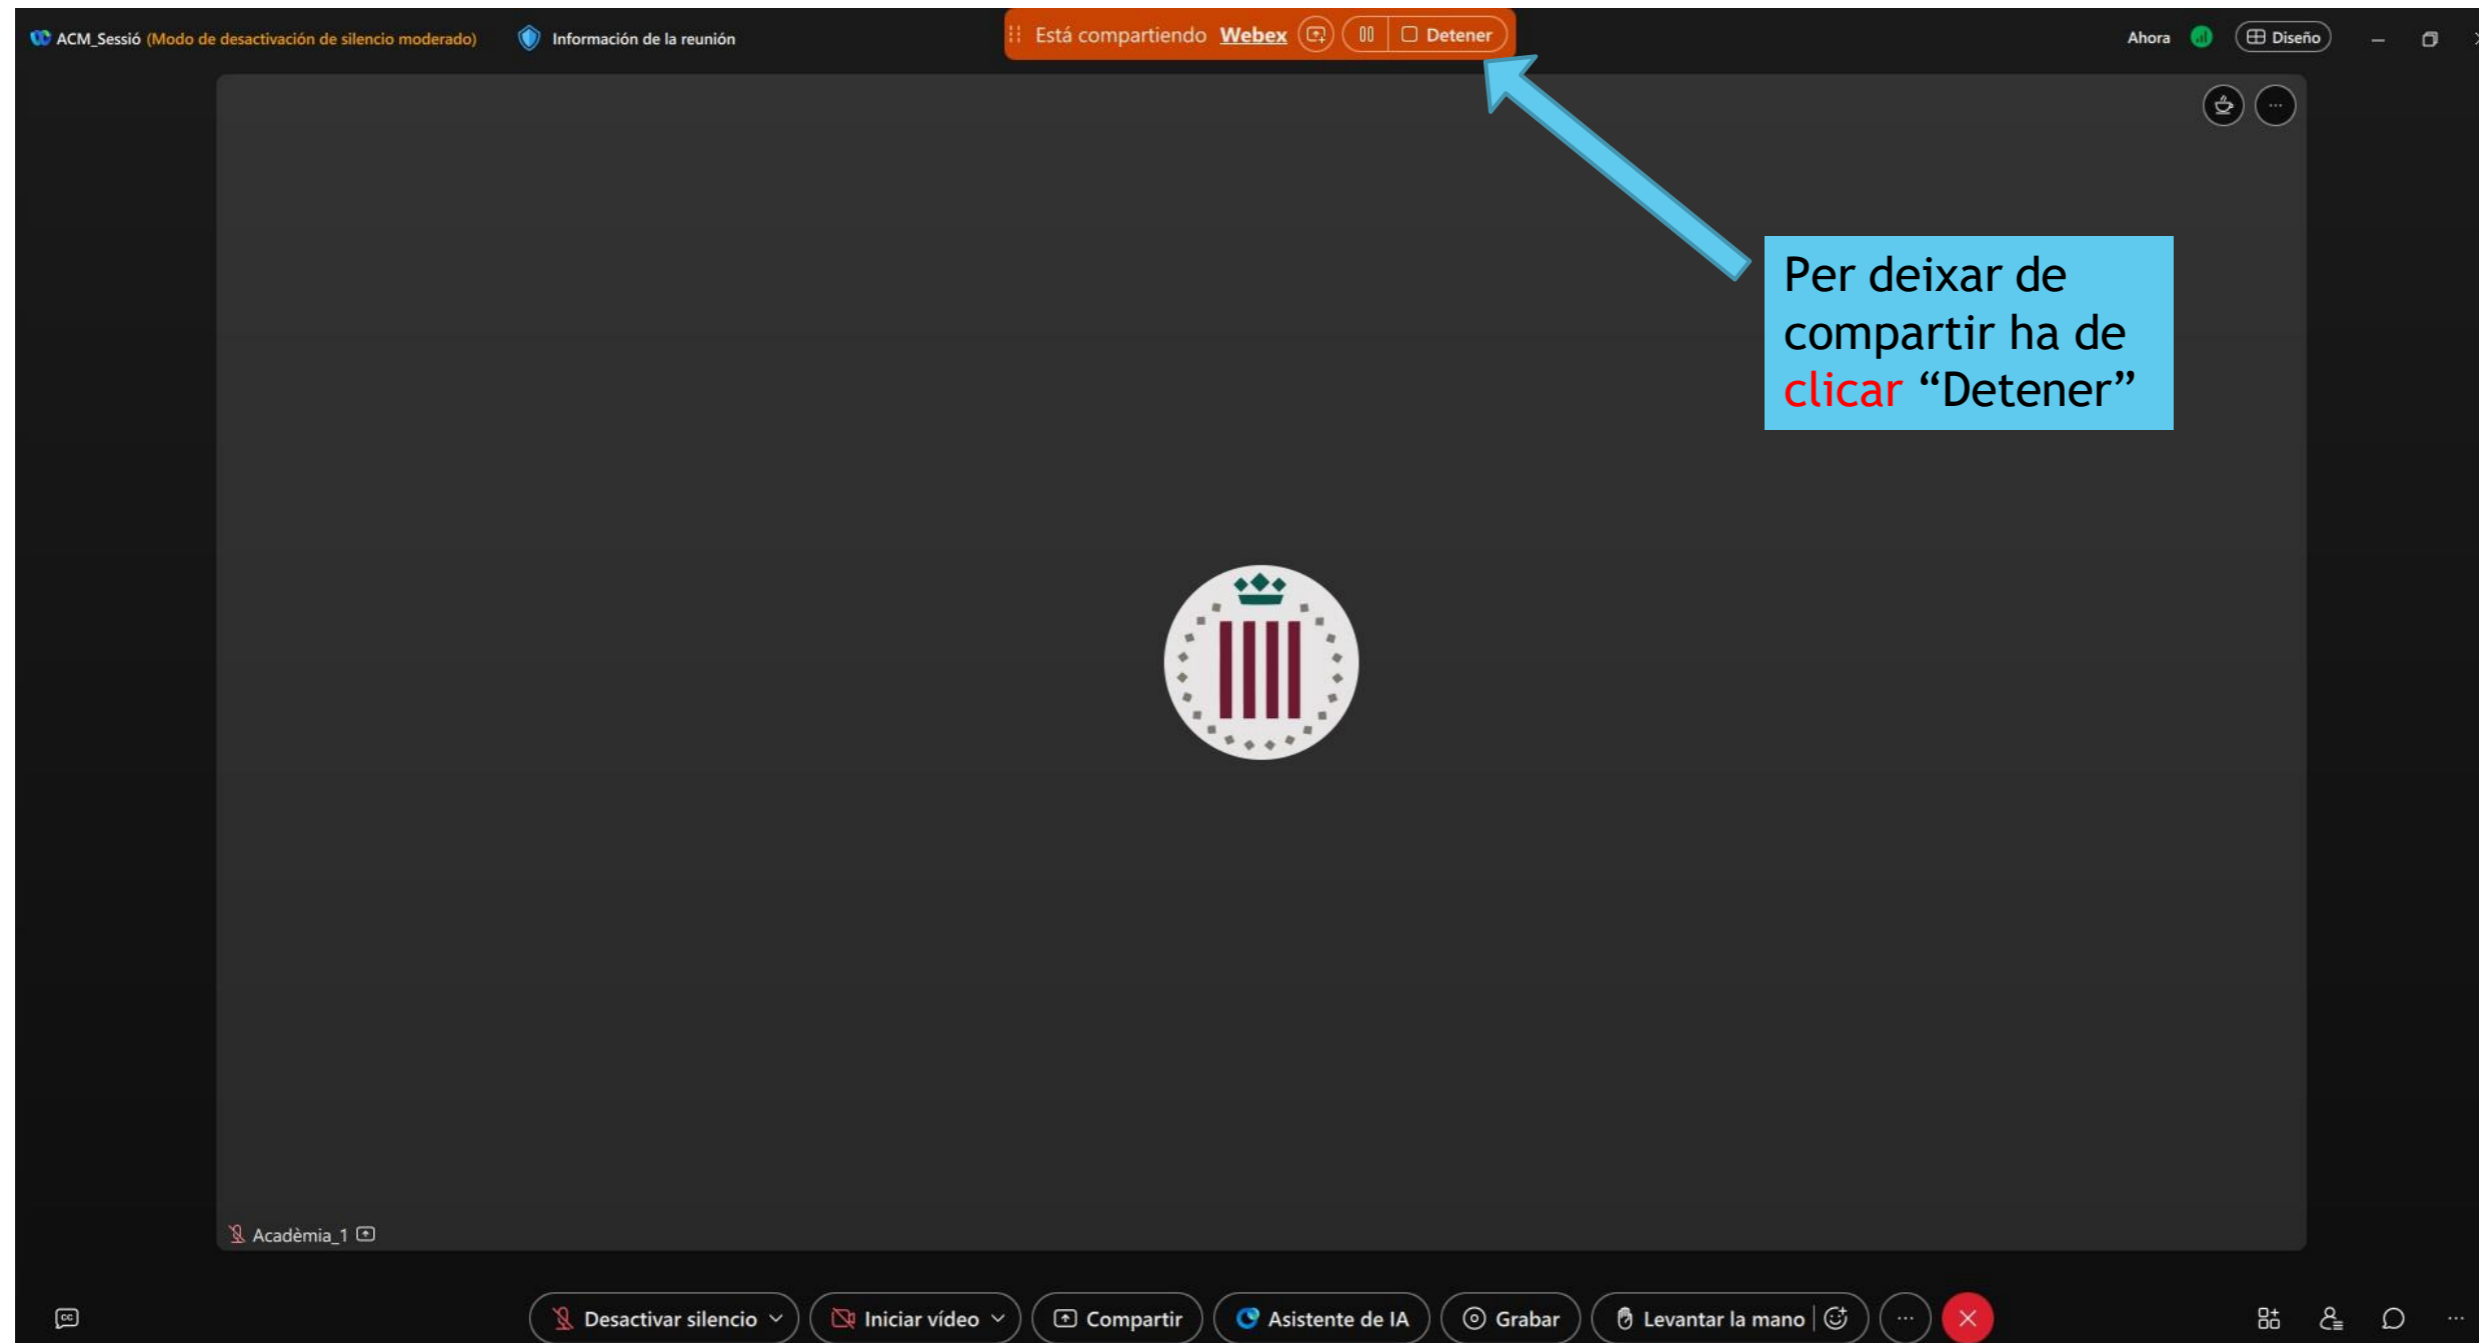 ACM_Sessió (Modo de desactivación de silencio moderado)
Información de la reunión
Está compartiendo Webex
Detener
Ahora
Diseño
Per deixar de
compartir ha de
clicar “Detener”
Acadèmia_1
CC
Desactivar silencio
Iniciar vídeo
Compartir
Asistente de IA
Grabar
Levantar la mano